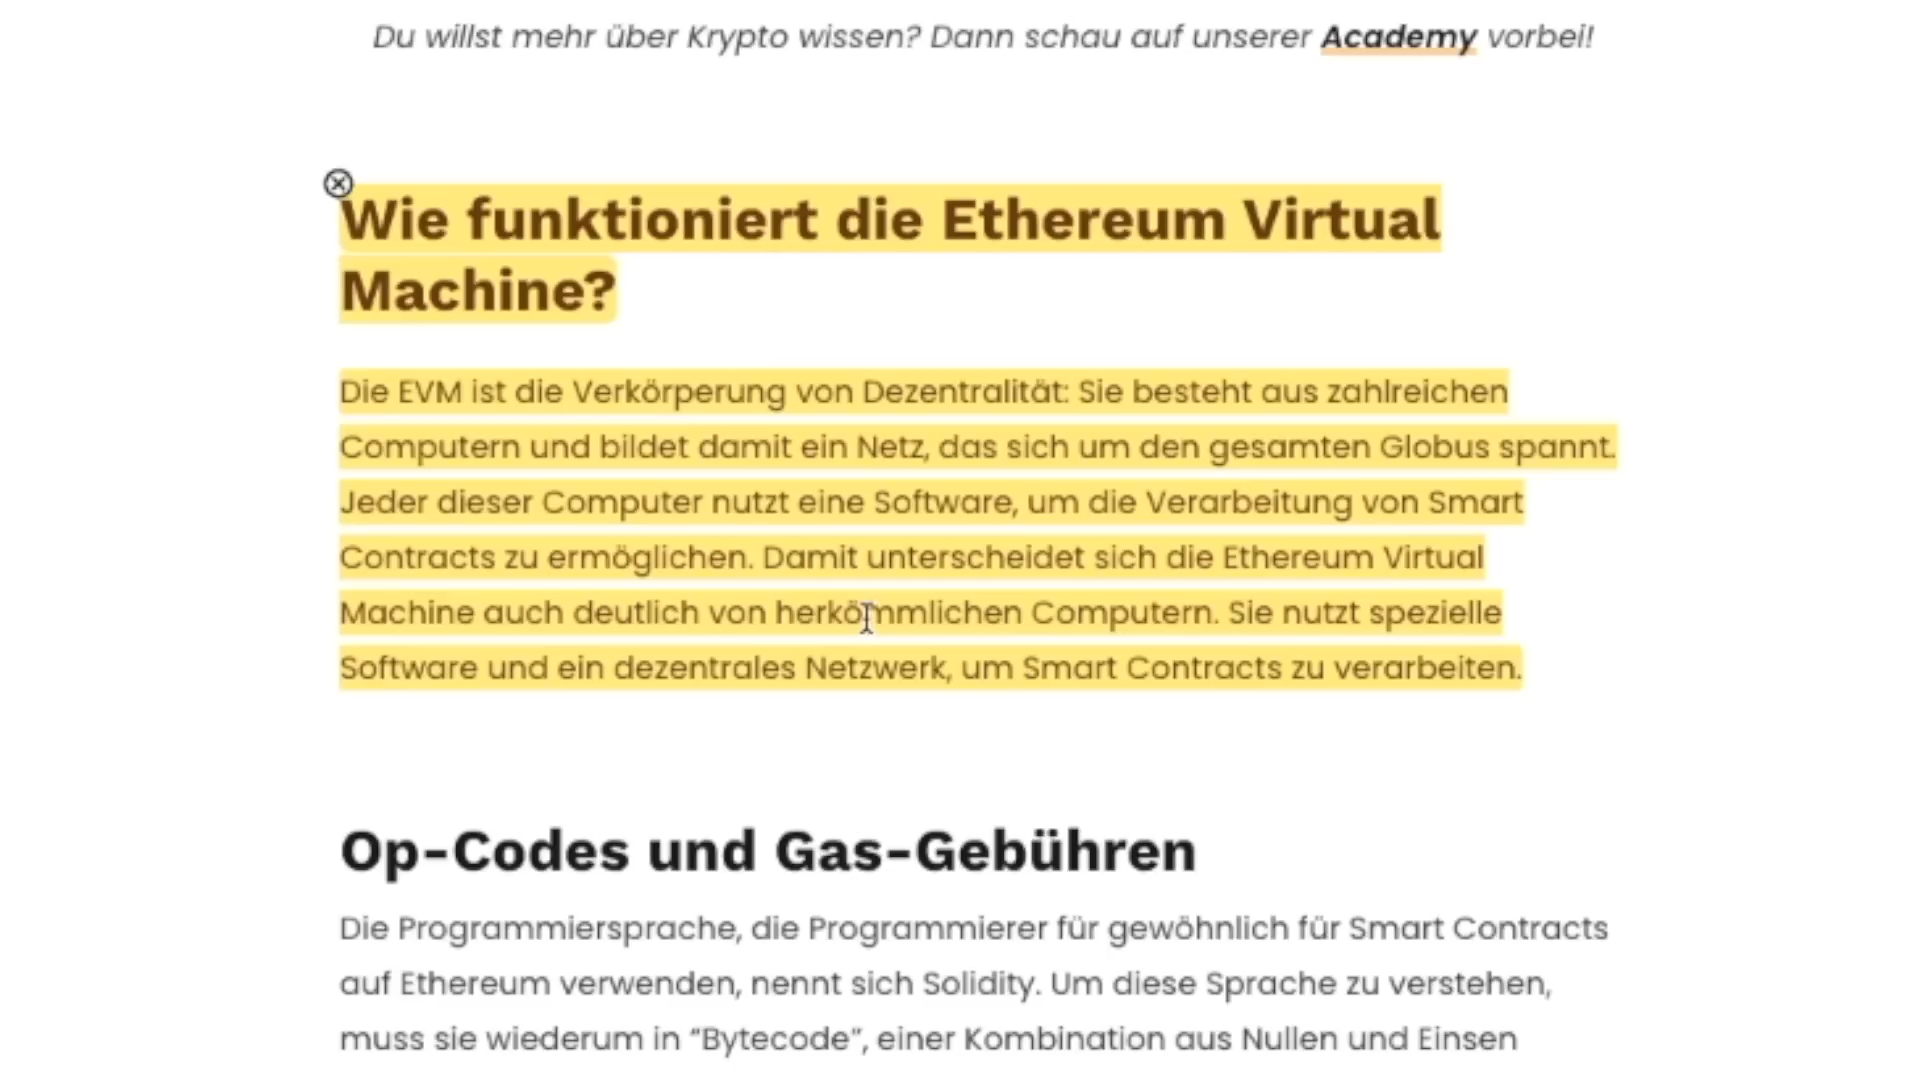 Du willst mehr über Krypto wissen? Dann schau auf unserer Academy vorbei!
Wie funktioniert die Ethereum Virtual
Machine?
Die EVM ist die Verkörperung von Dezentralität: Sie besteht aus zahlreichen
Computern und bildet damit ein Netz, das sich um den gesamten Globus spannt.
Jeder dieser Computer nutzt eine Software, um die Verarbeitung von Smart
Contracts zu ermöglichen. Damit unterscheidet sich die Ethereum Virtual
Machine auch deutlich von herkömmlichen Computern. Sie nutzt spezielle
Software und ein dezentrales Netzwerk, um Smart Contracts zu verarbeiten.
Op-Codes und Gas-Gebühren
Die Programmiersprache, die Programmierer für gewöhnlich für Smart Contracts
auf Ethereum verwenden, nennt sich Solidity. Um diese Sprache zu verstehen,
muss sie wiederum in “Bytecode”, einer Kombination aus Nullen und Einsen